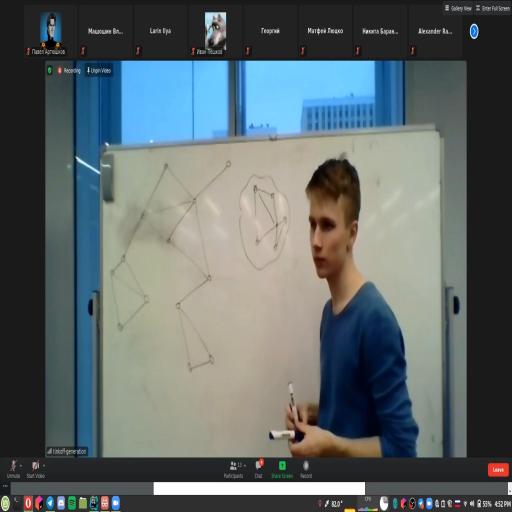 Gallery View Enter Full Screen
Павел Артюшков
Машошин Вл...
Larin Ilya
Иван Пешков
Георгий
Матфей Люцко
Никита Баран...
Alexander Ra...
Recording Unpin Video
tinkoff-generation
Unmute
Start Video
Participants
Chat
Share Screen
Record
Leave
82.0°
CPU
55%
4:52 PM